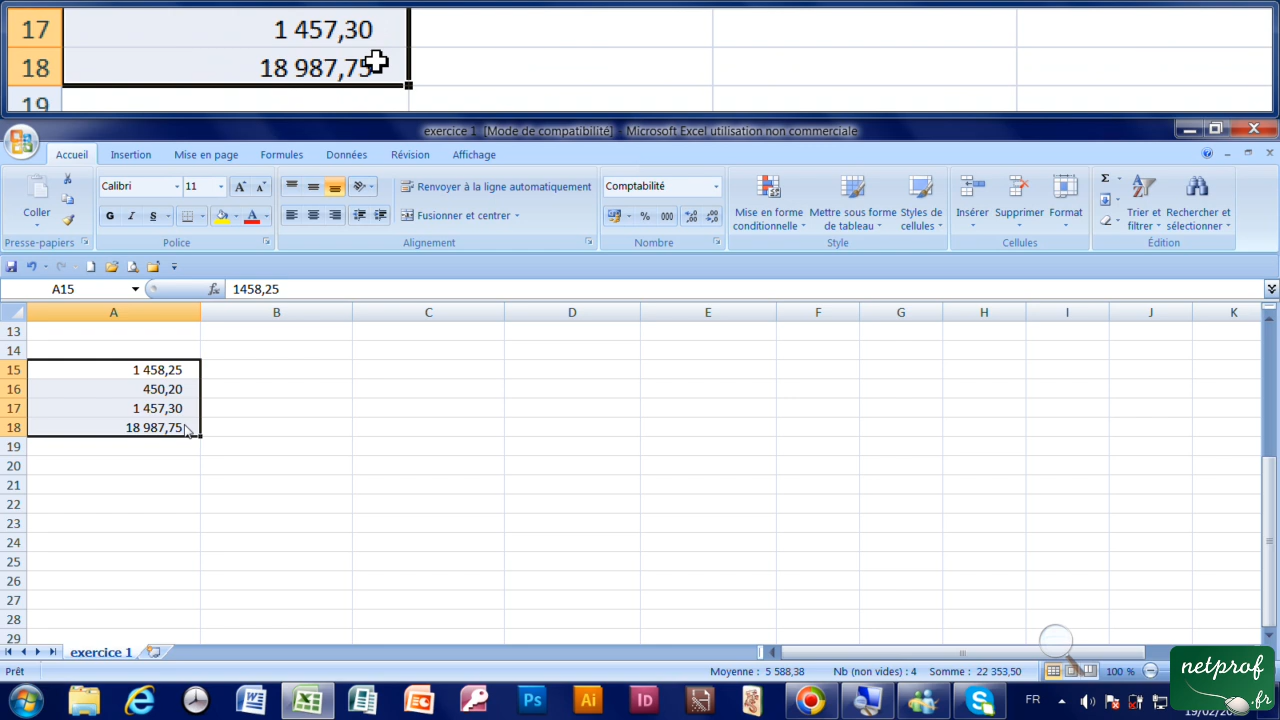 17 1 457,30
18 18 987,75
19
exercice 1 [Mode de compatibilité] - Microsoft Excel utilisation non commerciale
Accueil Insertion Mise en page Formules Données Révision Affichage
Calibri 11 Renvoyer à la ligne automatiquement Comptabilité
Coller G I S A Fusionner et centrer % 000 Mise en forme conditionnelle Mettre sous forme de tableau Styles de cellules Insérer Supprimer Format Σ Trier et filtrer Rechercher et sélectionner
Presse-papiers Police Alignement Nombre Style Cellules Édition
A15 fx 1458,25
A B C D E F G H I J K
13
14
15 1 458,25
16 450,20
17 1 457,30
18 18 987,75
19
20
21
22
23
24
25
26
27
28
29
exercice 1
Prêt Moyenne : 5 588,38 Nb (non vides) : 4 Somme : 22 353,50 100 %
netprof
.fr
Ps Ai ID FR